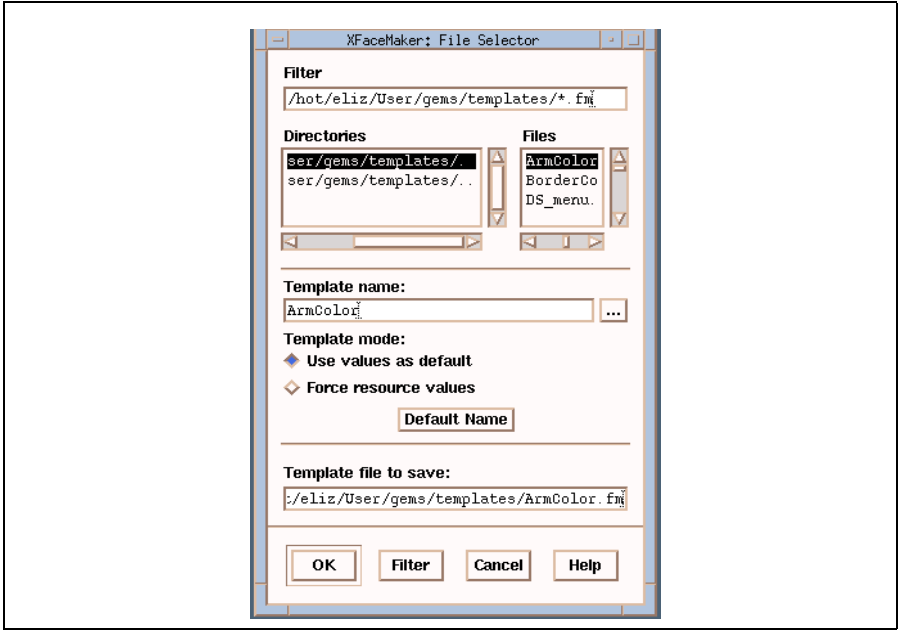 XFaceMaker: File Selector
Filter
/hot/eliz/User/gems/templates/*.fm
Directories
Files
ser/gems/templates/.
ser/gems/templates/..
ArmColor
BorderCo
DS_menu.
Template name:
ArmColor
...
Template mode:
Use values as default
Force resource values
Default Name
Template file to save:
:/eliz/User/gems/templates/ArmColor.fm
OK
Filter
Cancel
Help